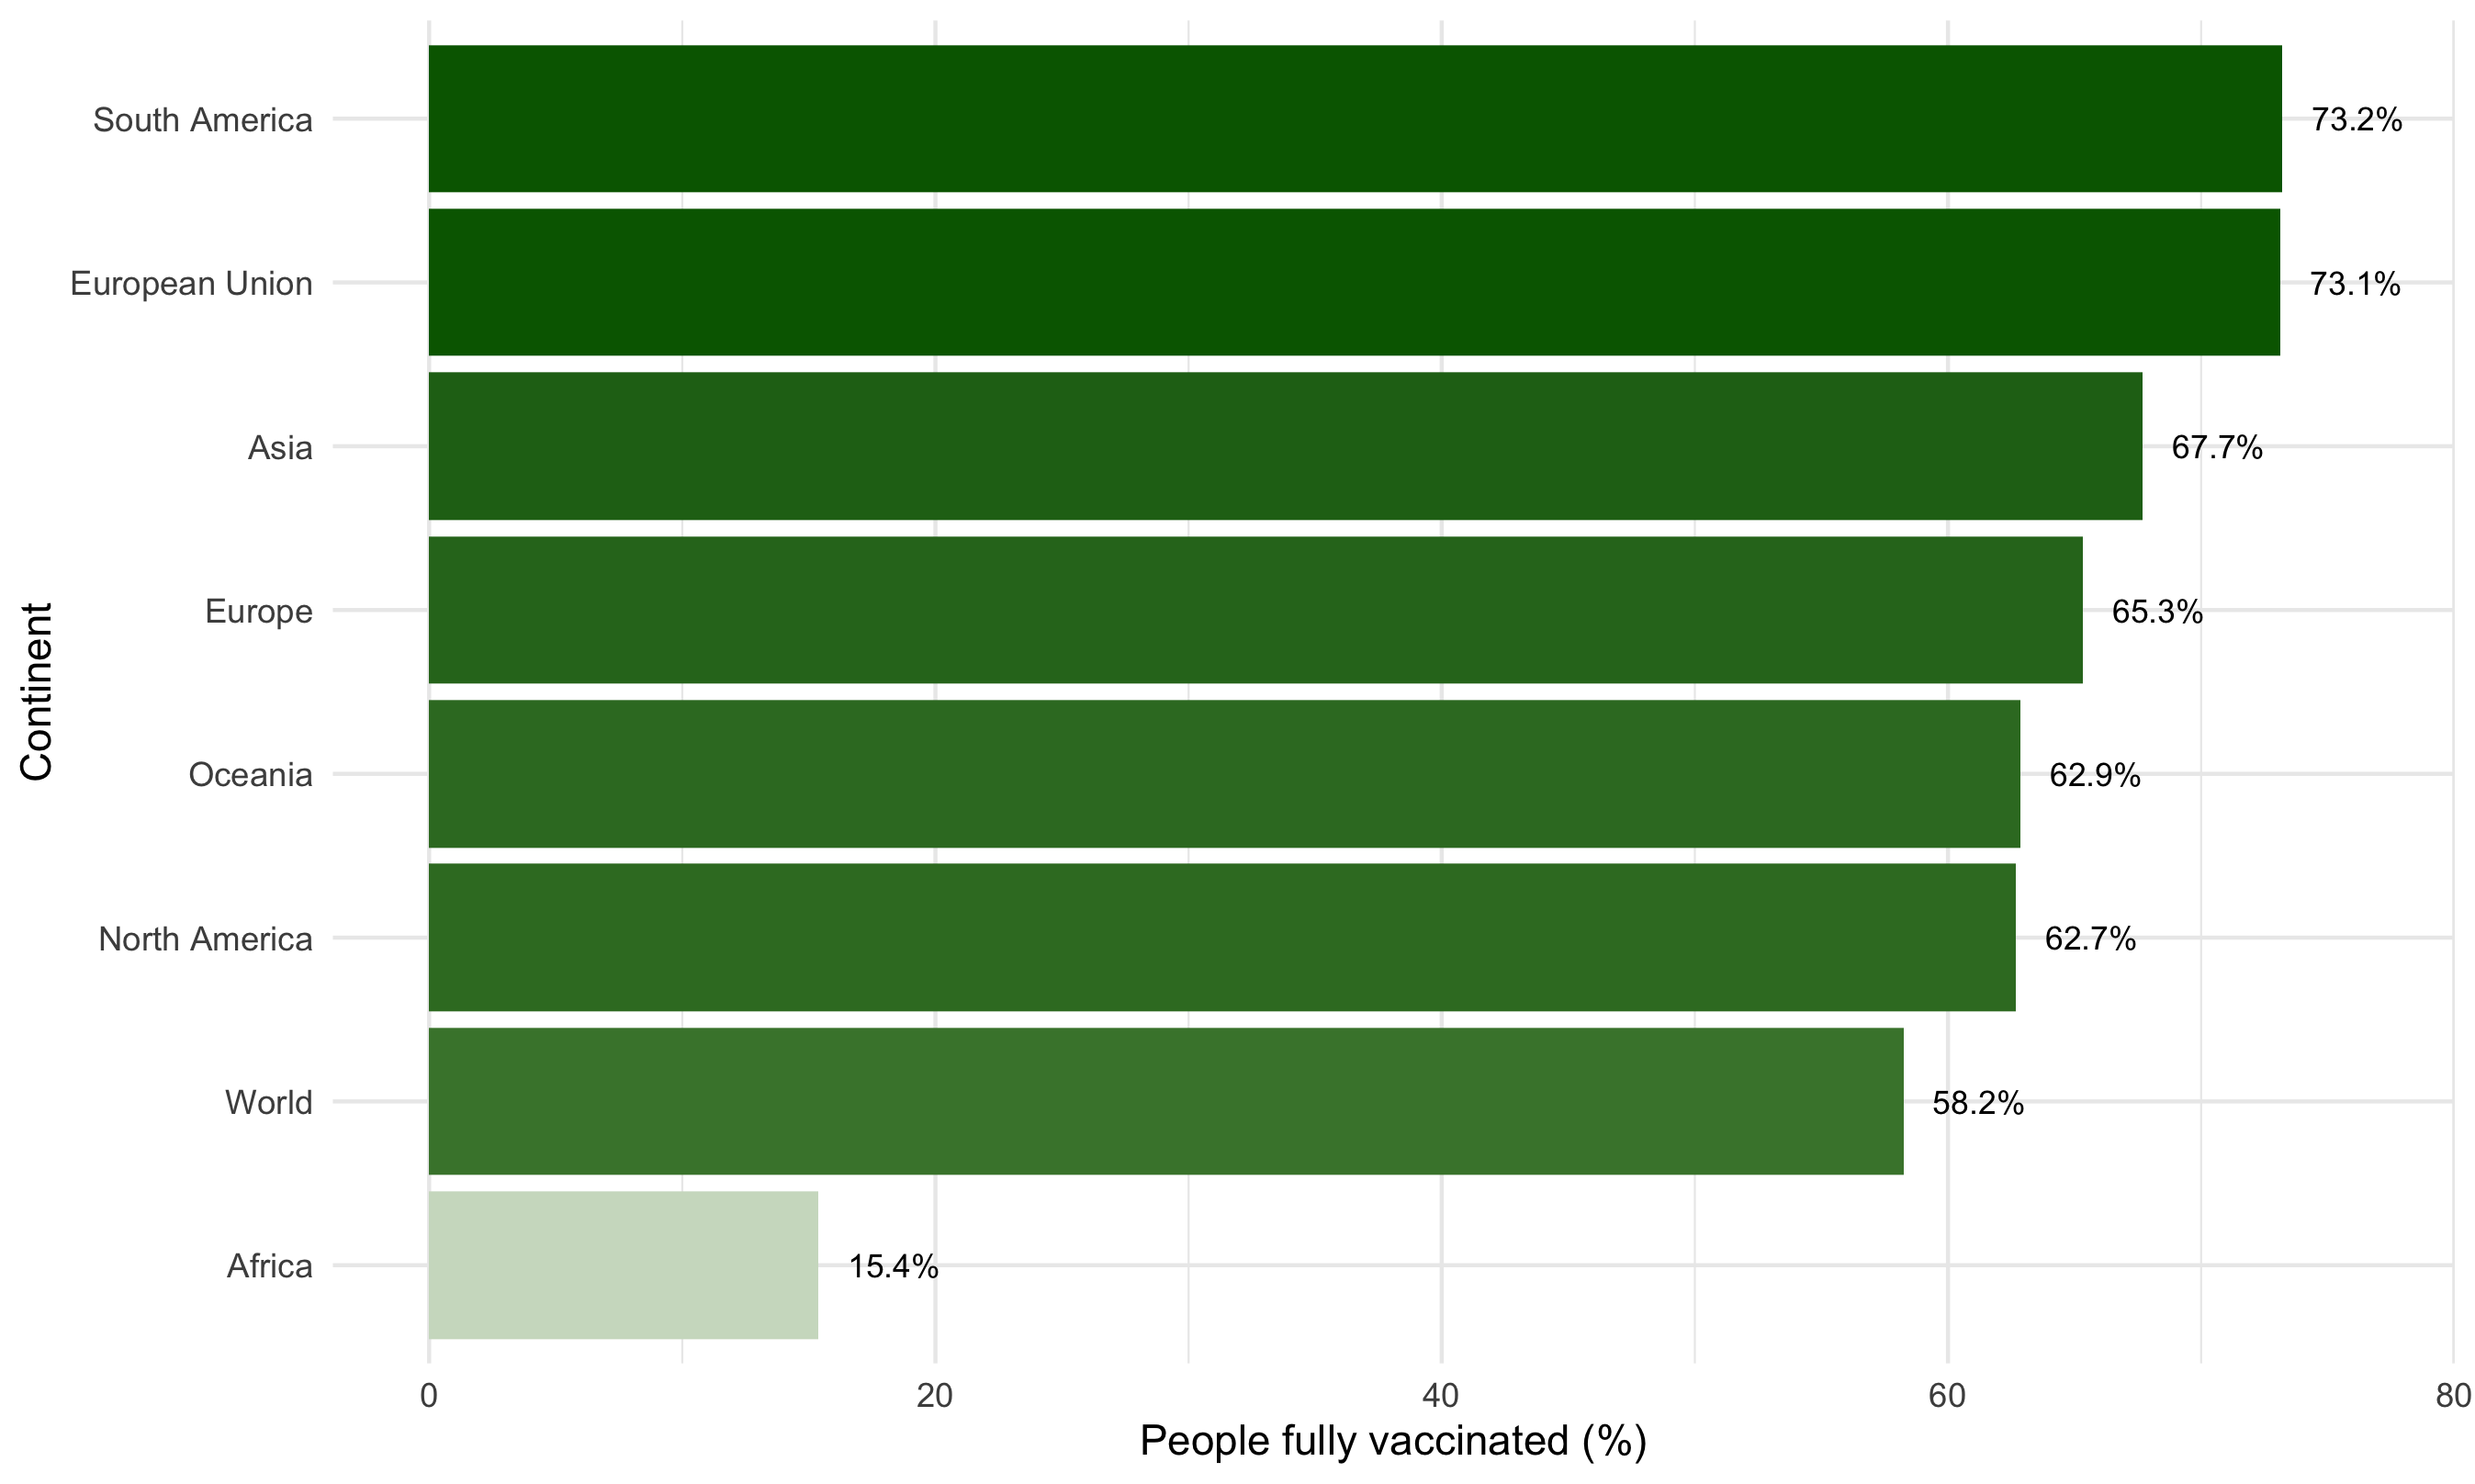 South America 73.2%
European Union 73.1%
Asia 67.7%
Europe 65.3%
Continent
Oceania 62.9%
North America 62.7%
World 58.2%
Africa 15.4%
0 20 40 60 80
People fully vaccinated (%)